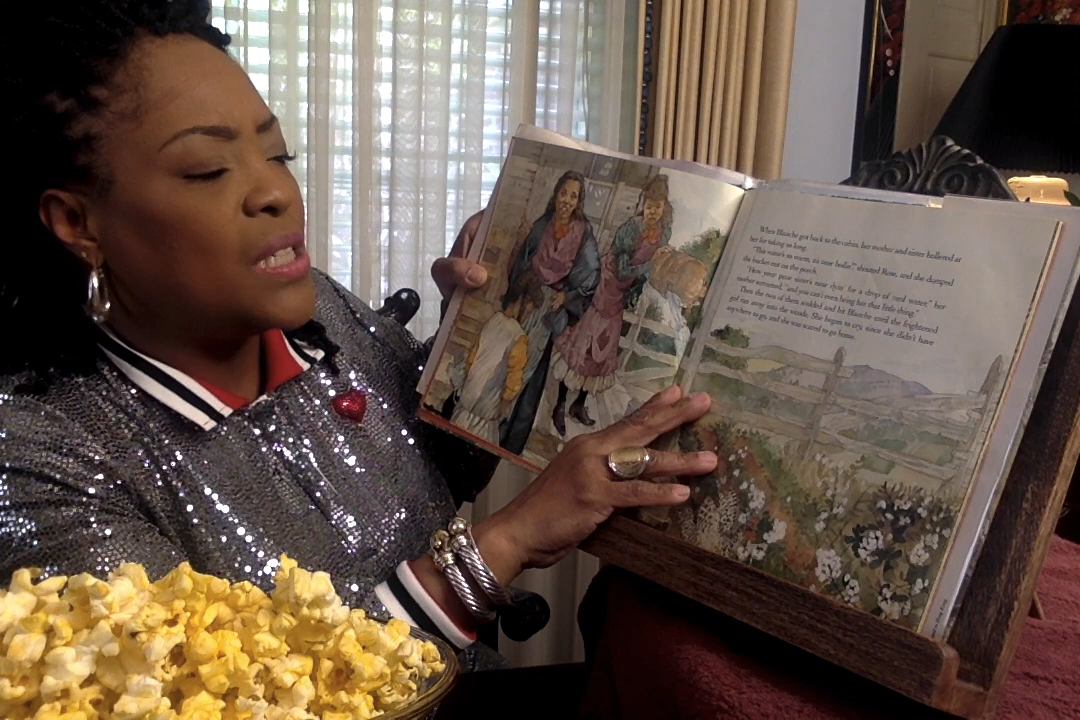 When Blanche got back to the cabin, her mother and sister hollered at
her for taking so long.
"This water's so warm, it's near boilin'," shouted Rose, and she dumped
the bucket out on the porch.
"Here your poor sister's near dyin' for a drop of cool water," her
mother screamed, "and you can't even bring her that little thing."
Then the two of them scolded and hit Blanche until the frightened
girl ran away into the woods. She began to cry, since she didn't have
anywhere to go, and she was scared to go home.